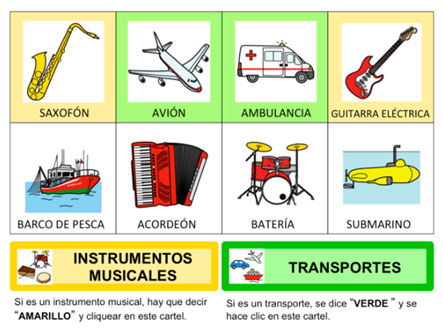 SAXOFÓN
AVIÓN
AMBULANCIA
GUITARRA ELÉCTRICA
BARCO DE PESCA
ACORDEÓN
BATERÍA
SUBMARINO
INSTRUMENTOS
MUSICALES
TRANSPORTES
Si es un instrumento musical, hay que decir
“AMARILLO” y cliquear en este cartel.
Si es un transporte, se dice ”VERDE ” y se
hace clic en este cartel.